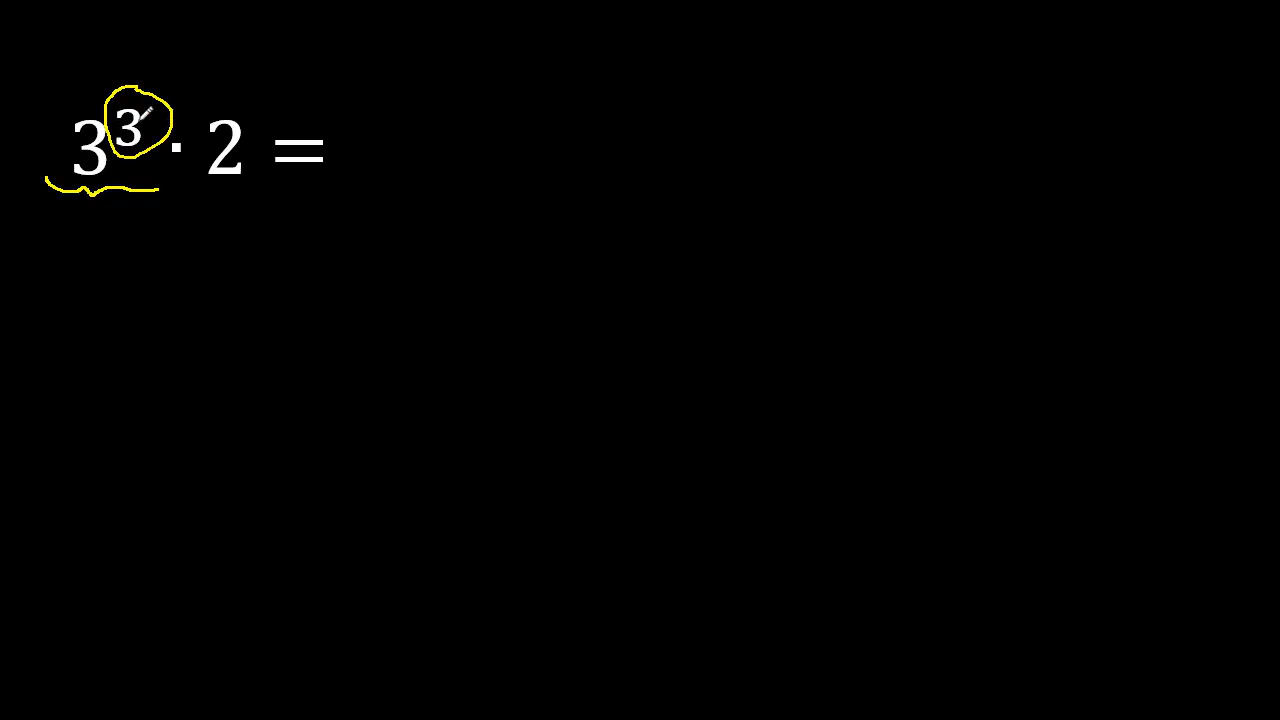 3³ · 2 =